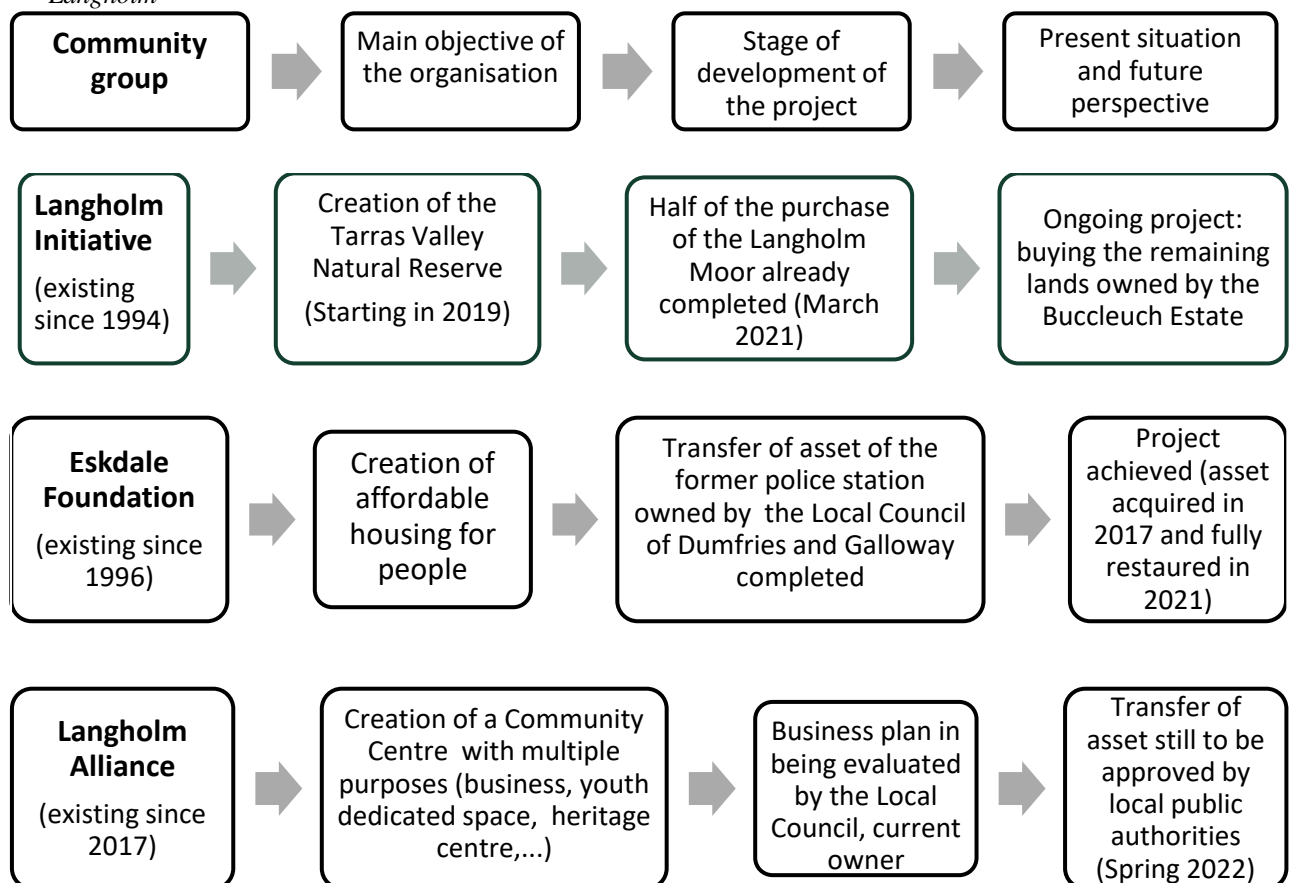 Langholm
Community
group
Main objective of
the organisation
Stage of
development of
the project
Present situation
and future
perspective
Langholm
Initiative
(existing
since 1994)
Creation of the
Tarras Valley
Natural Reserve
(Starting in 2019)
Half of the purchase
of the Langholm
Moor already
completed (March
2021)
Ongoing project:
buying the remaining
lands owned by the
Buccleuch Estate
Eskdale
Foundation
(existing since
1996)
Creation of
affordable
housing for
people
Transfer of asset of the
former police station
owned by the Local Council
of Dumfries and Galloway
completed
Project
achieved (asset
acquired in
2017 and fully
restaured in
2021)
Langholm
Alliance
(existing since
2017)
Creation of a Community
Centre with multiple
purposes (business, youth
dedicated space, heritage
centre,...)
Business plan in
being evaluated
by the Local
Council, current
owner
Transfer of
asset still to be
approved by
local public
authorities
(Spring 2022)